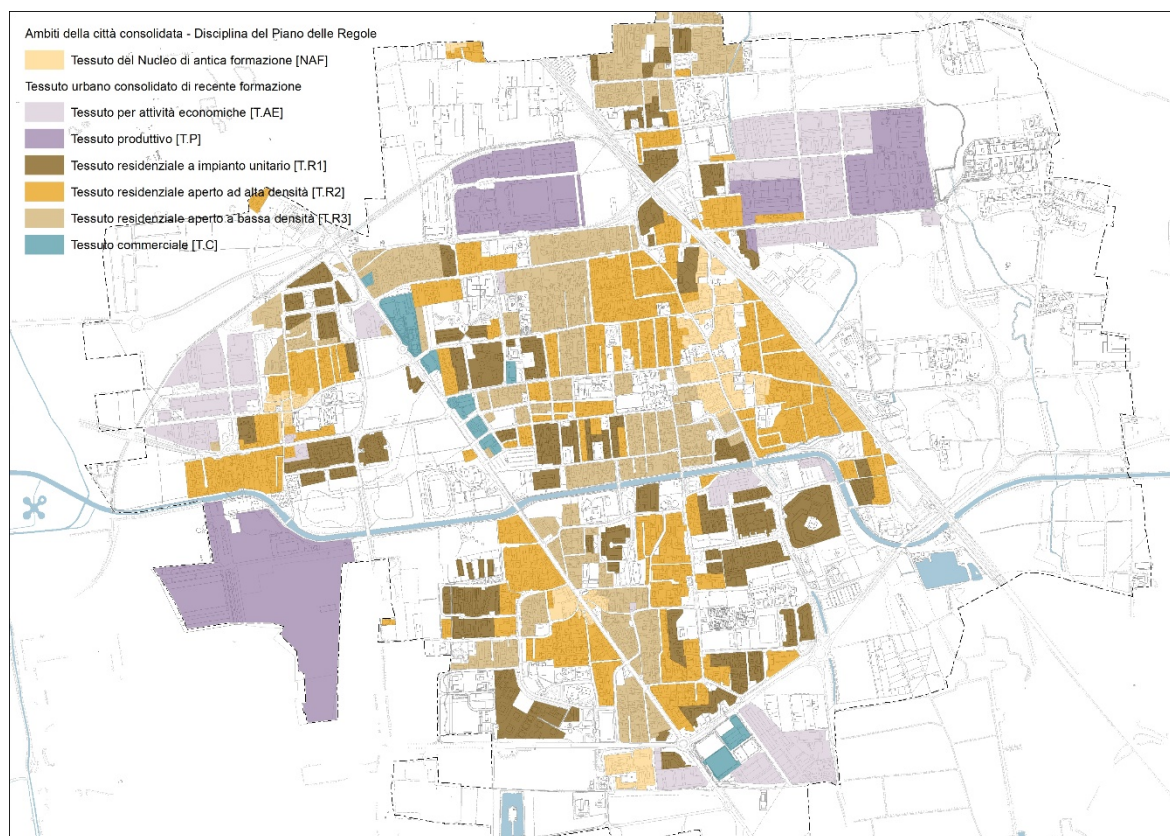 Ambiti della città consolidata - Disciplina del Piano delle Regole
Tessuto del Nucleo di antica formazione [NAF]
Tessuto urbano consolidato di recente formazione
Tessuto per attività economiche [T.AE]
Tessuto produttivo [T.P]
Tessuto residenziale a impianto unitario [T.R1]
Tessuto residenziale aperto ad alta densità [T.R2]
Tessuto residenziale aperto a bassa densità [T.R3]
Tessuto commerciale [T.C]